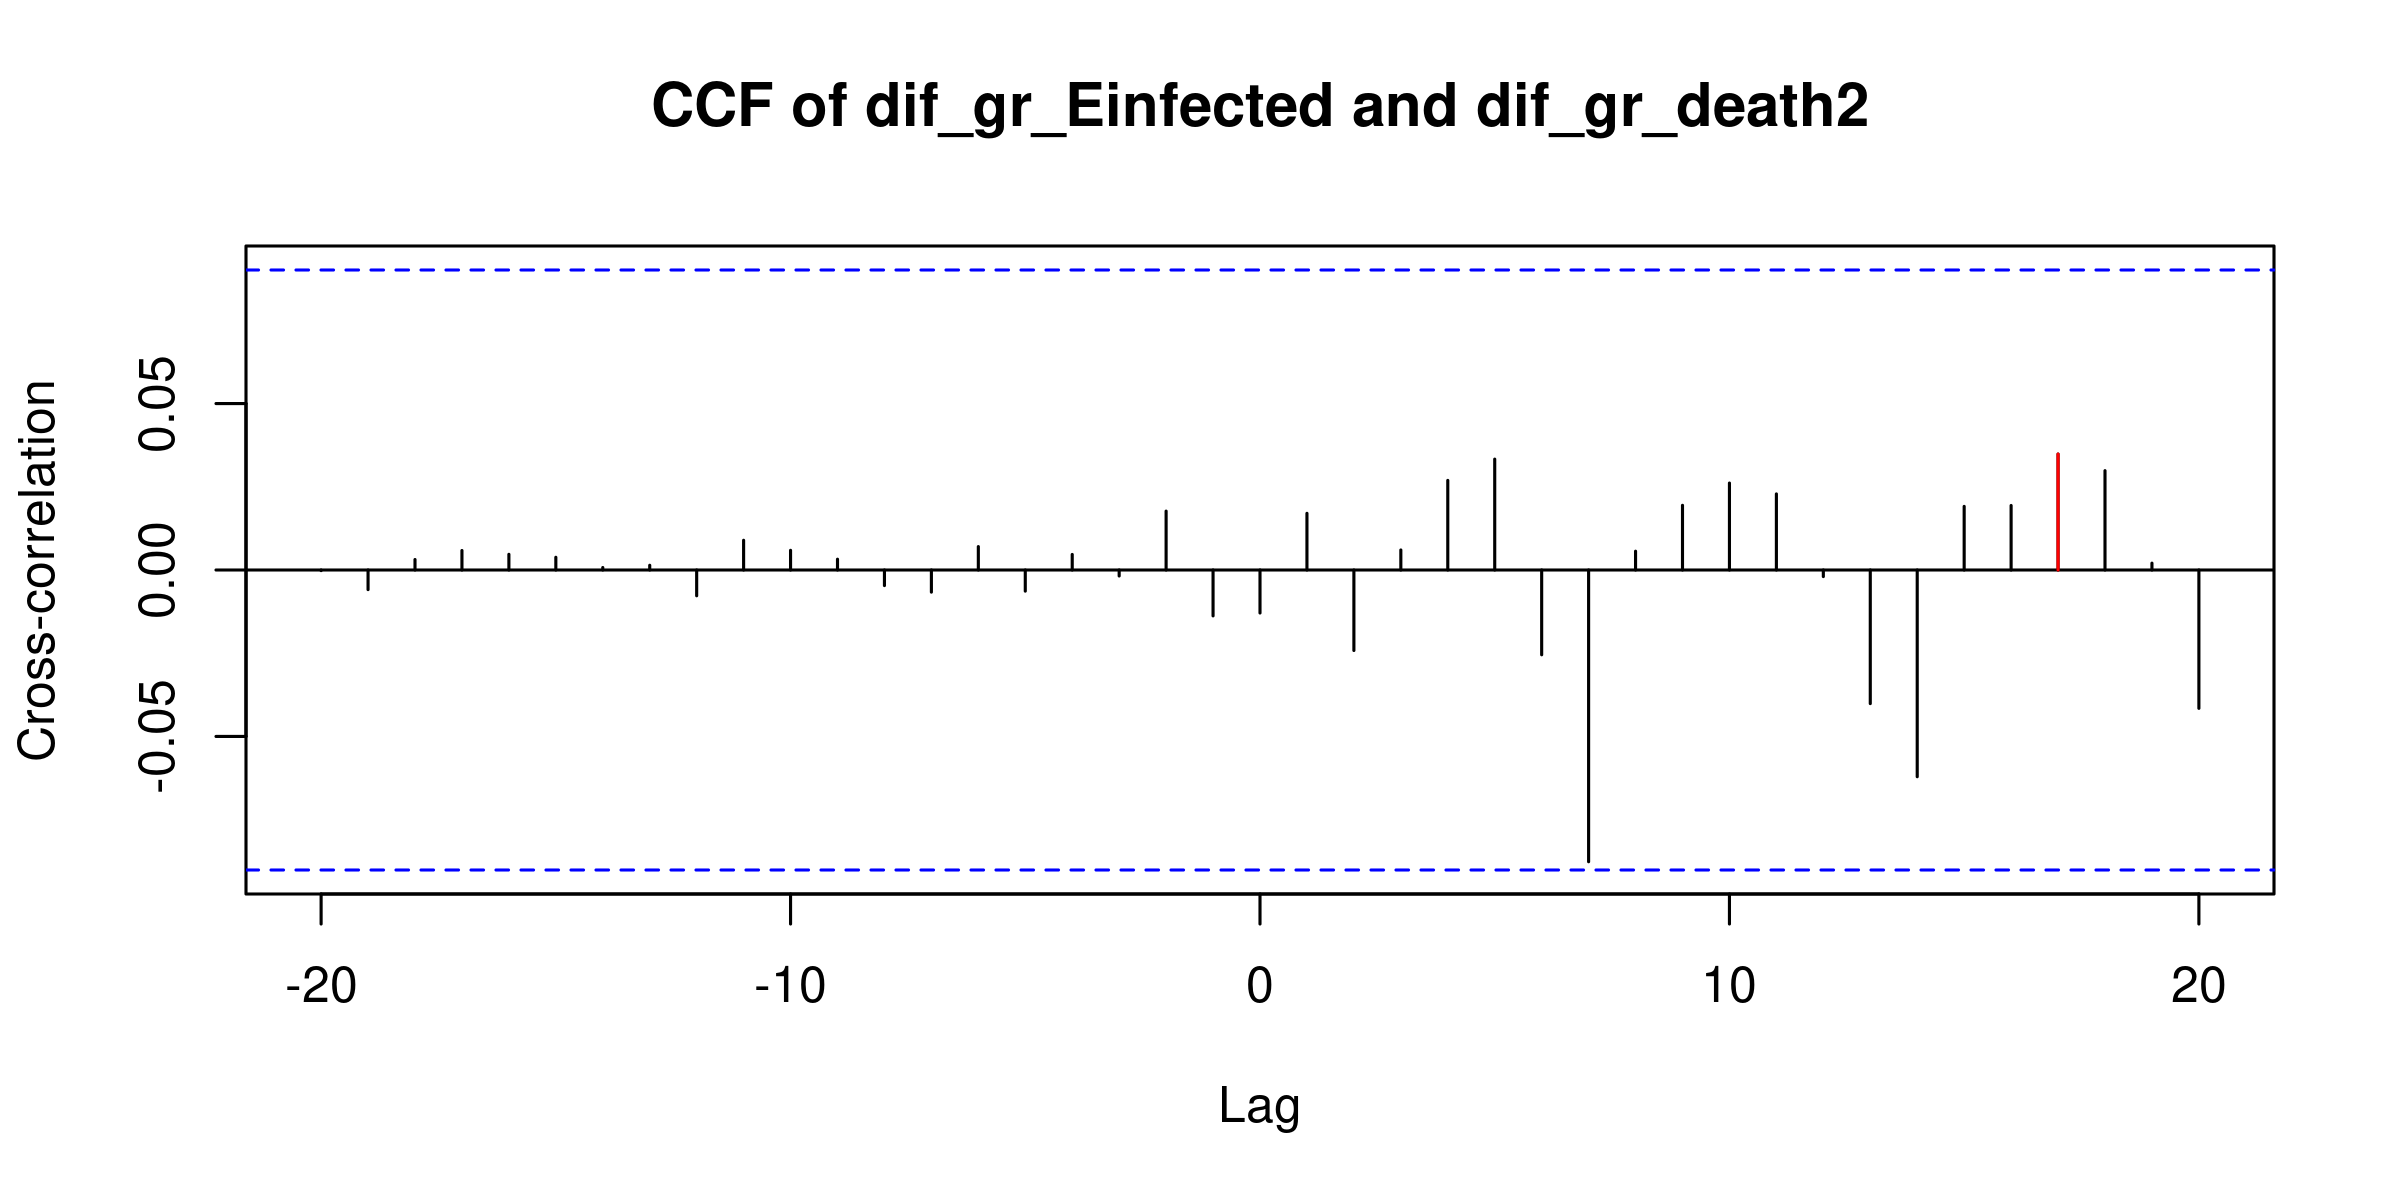 CCF of dif_gr_Einfected and dif_gr_death2
Cross-correlation
0.05
0.00
-0.05
-20
-10
0
10
20
Lag